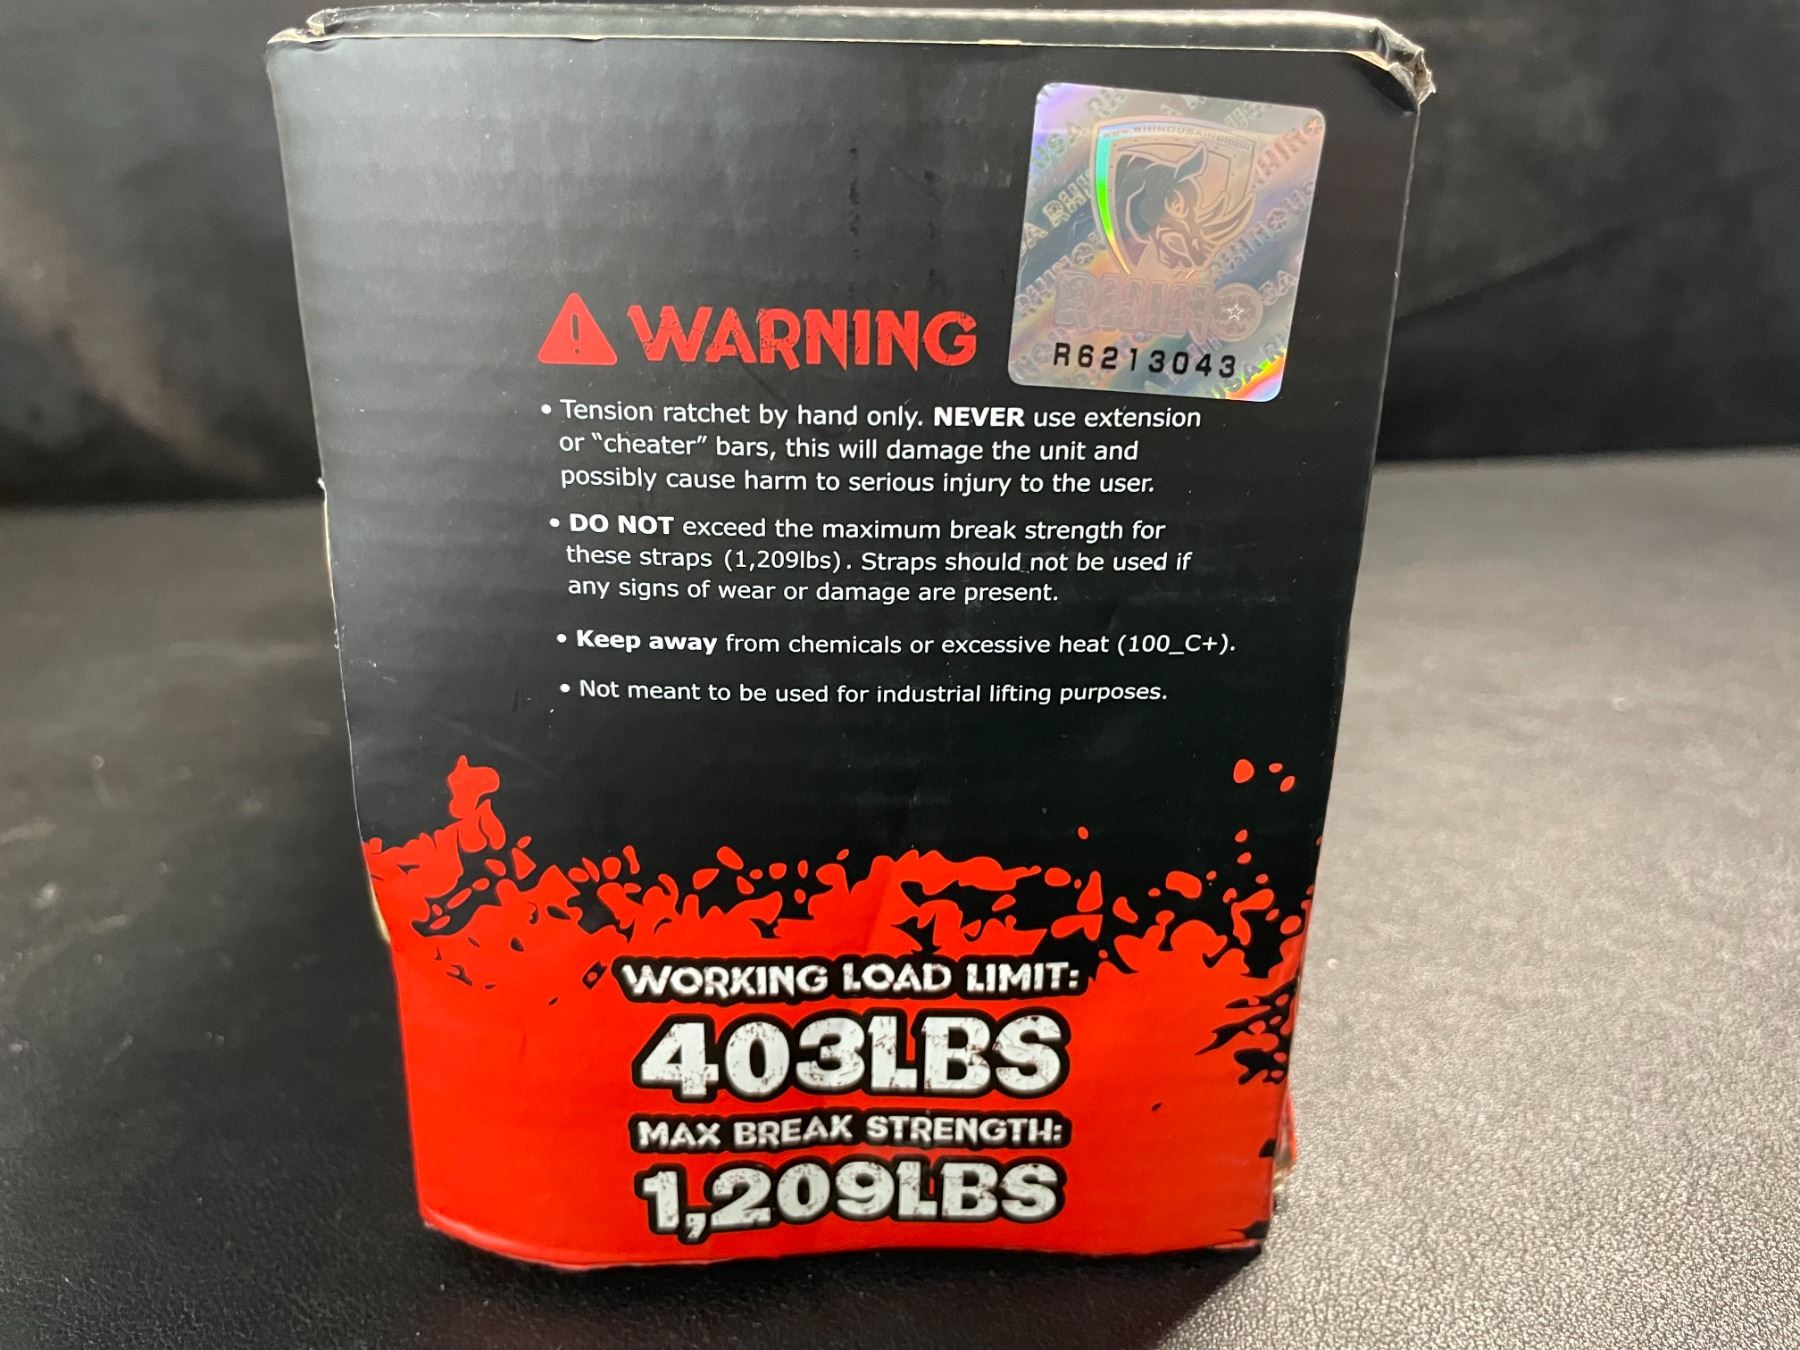 WWW.RHINOUSAINC.COM
RHINO
R6213043
WARNING
• Tension ratchet by hand only. NEVER use extension
or "cheater" bars, this will damage the unit and
possibly cause harm to serious injury to the user.
• DO NOT exceed the maximum break strength for
these straps (1,209lbs). Straps should not be used if
any signs of wear or damage are present.
• Keep away from chemicals or excessive heat (100_C+).
• Not meant to be used for industrial lifting purposes.
WORKING LOAD LIMIT:
403LBS
MAX BREAK STRENGTH:
1,209LBS